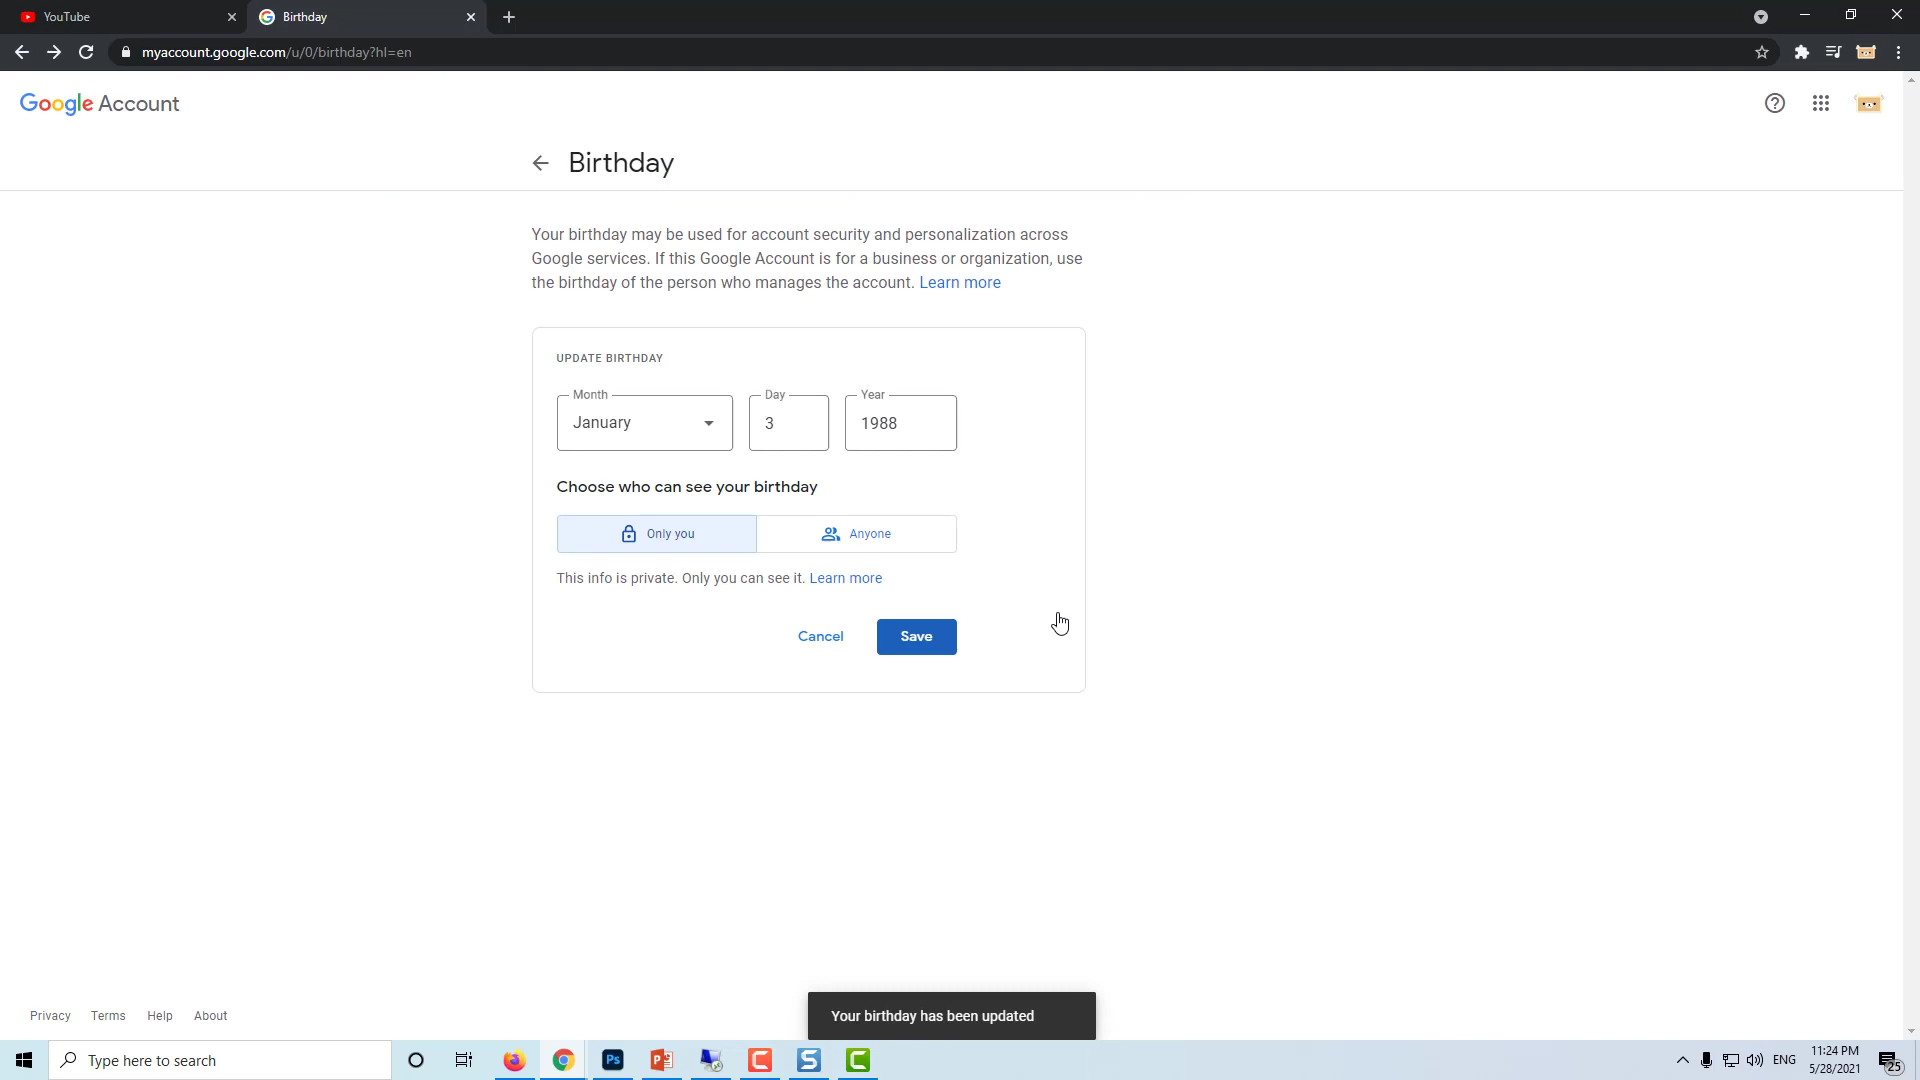 YouTube
Birthday
myaccount.google.com/u/0/birthday?hl=en
Google Account
Birthday
Your birthday may be used for account security and personalization across
Google services. If this Google Account is for a business or organization, use
the birthday of the person who manages the account. Learn more
UPDATE BIRTHDAY
Month
Day
Year
January
3
1988
Choose who can see your birthday
Only you
Anyone
This info is private. Only you can see it. Learn more
Cancel
Save
Privacy
Terms
Help
About
Your birthday has been updated
Type here to search
Ps
ENG
11:24 PM
5/28/2021
25